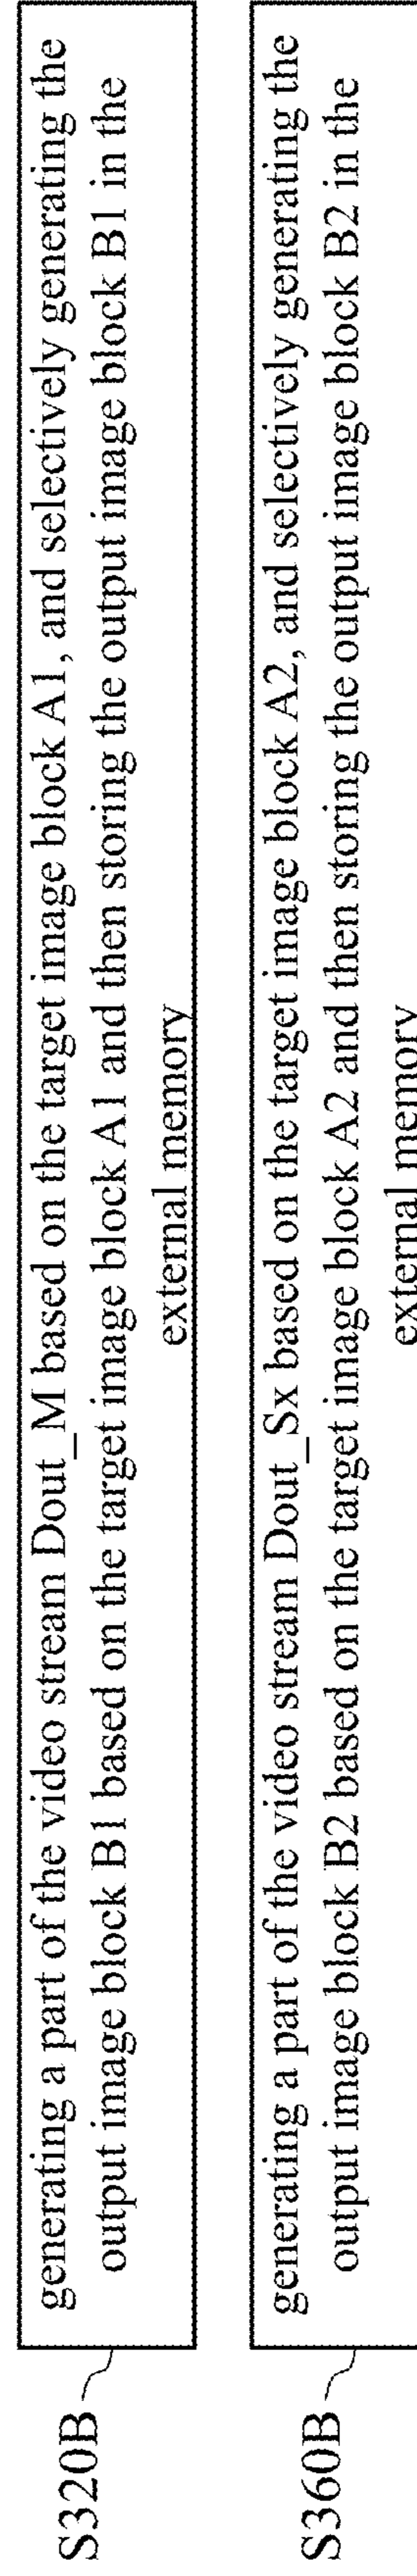 S320B
generating a part of the video stream Dout_M based on the target image block A1, and selectively generating the
output image block B1 based on the target image block A1 and then storing the output image block B1 in the
external memory
S360B
generating a part of the video stream Dout_Sx based on the target image block A2, and selectively generating the
output image block B2 based on the target image block A2 and then storing the output image block B2 in the
external memory